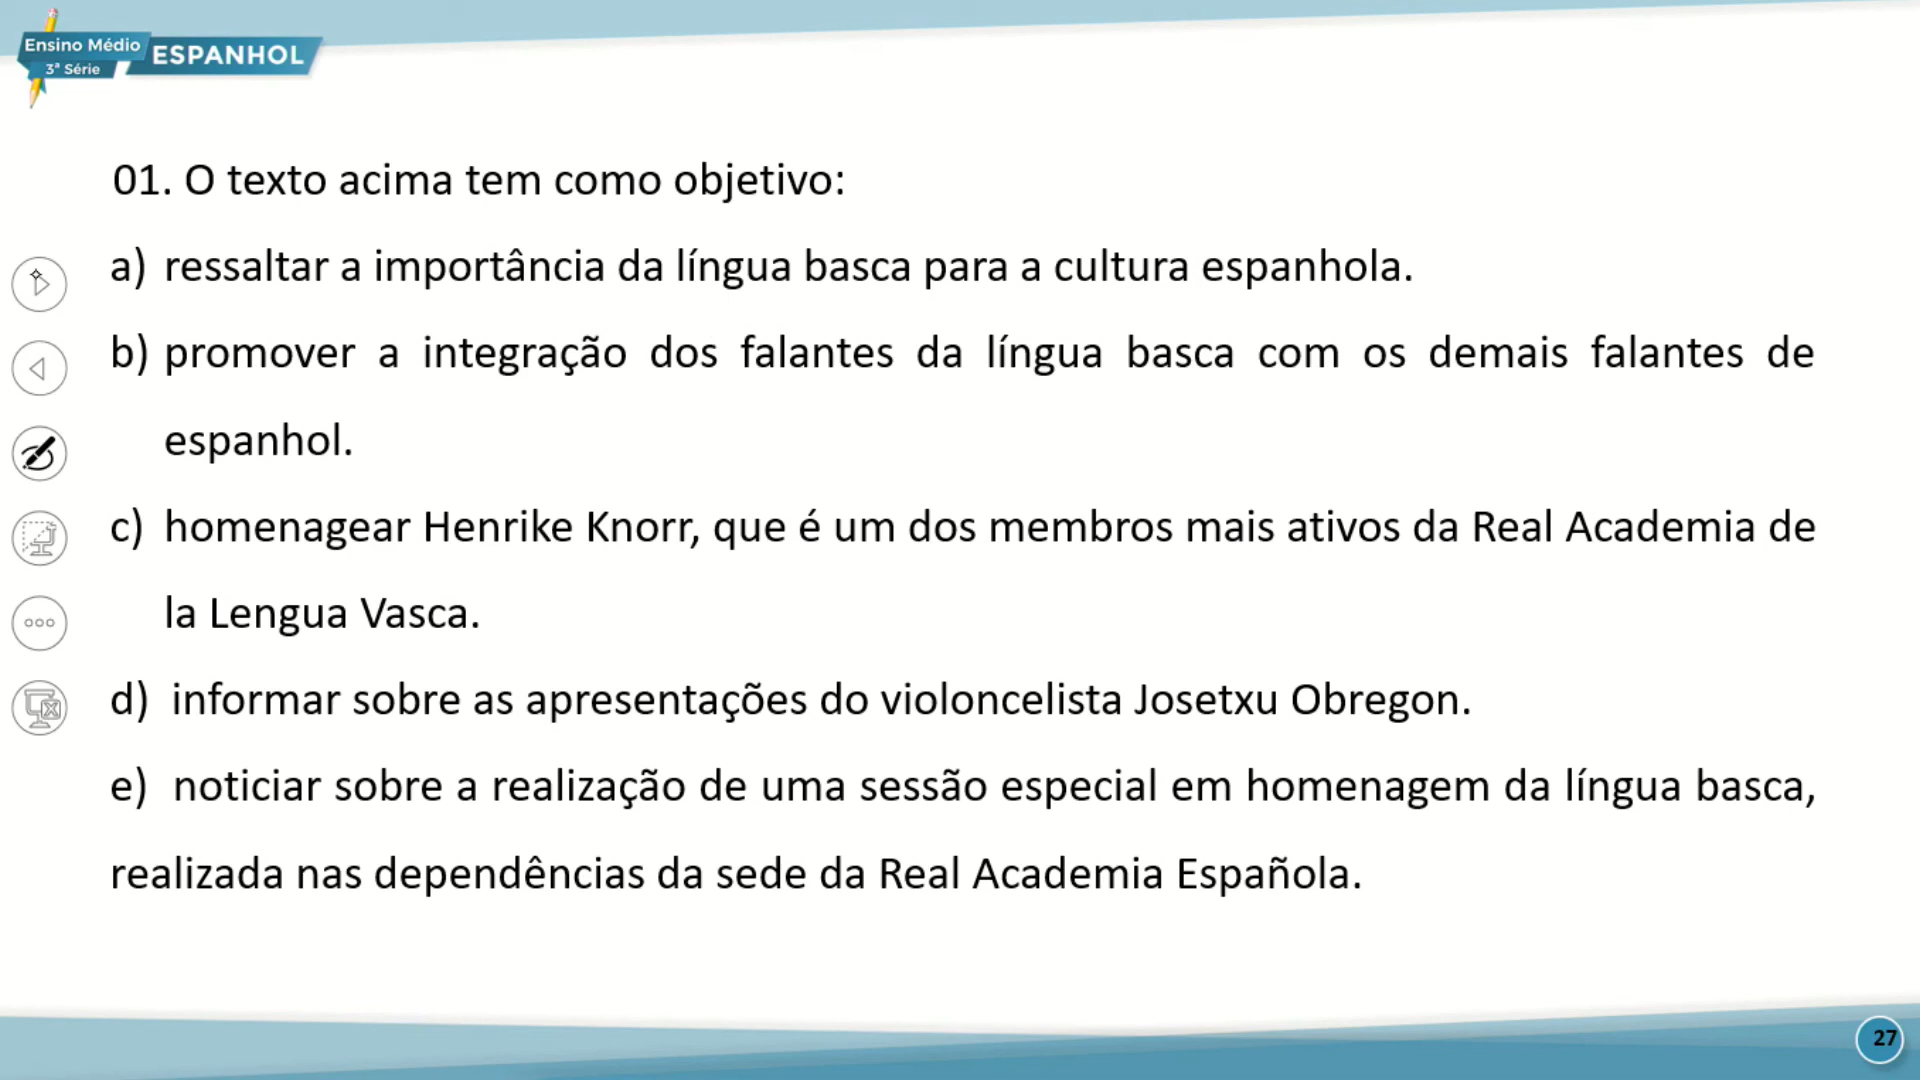 Ensino Médio
3ª Série
ESPANHOL
01. O texto acima tem como objetivo:
a) ressaltar a importância da língua basca para a cultura espanhola.
b) promover a integração dos falantes da língua basca com os demais falantes de
espanhol.
c) homenagear Henrike Knorr, que é um dos membros mais ativos da Real Academia de
la Lengua Vasca.
d) informar sobre as apresentações do violoncelista Josetxu Obregon.
e) noticiar sobre a realização de uma sessão especial em homenagem da língua basca,
realizada nas dependências da sede da Real Academia Española.
27